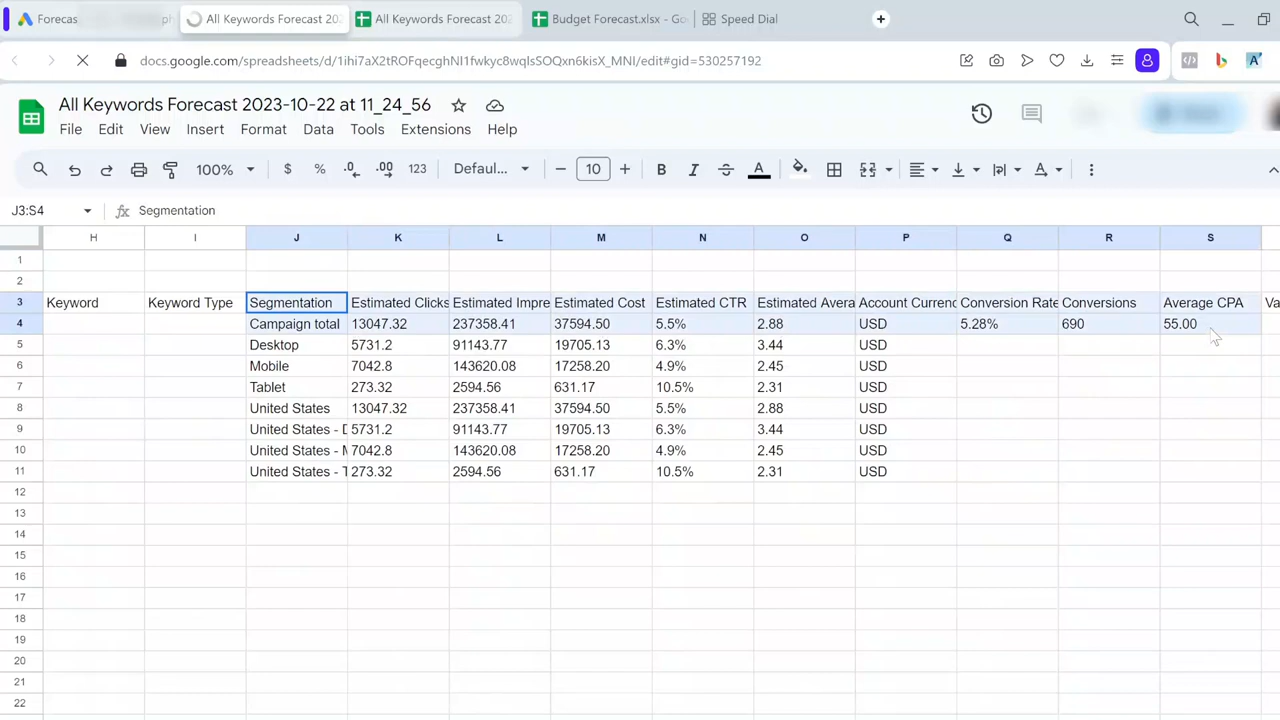 Forecas
All Keywords Forecast 202
All Keywords Forecast 202
Budget Forecast.xlsx - Goo
Speed Dial
docs.google.com/spreadsheets/d/1ihi7aX2tROFqecghNI1fwkyc8wqIsSOQxn6kisX_MNI/edit#gid=530257192
All Keywords Forecast 2023-10-22 at 11_24_56
File Edit View Insert Format Data Tools Extensions Help
100% $ % .0 .00 123 Defaul... − 10 + B I S A
J3:S4 fx Segmentation
H I J K L M N O P Q R S
1
2
3 Keyword Keyword Type Segmentation Estimated Clicks Estimated Impre Estimated Cost Estimated CTR Estimated Avera Account Currenc Conversion Rate Conversions Average CPA Va
4 Campaign total 13047.32 237358.41 37594.50 5.5% 2.88 USD 5.28% 690 55.00
5 Desktop 5731.2 91143.77 19705.13 6.3% 3.44 USD
6 Mobile 7042.8 143620.08 17258.20 4.9% 2.45 USD
7 Tablet 273.32 2594.56 631.17 10.5% 2.31 USD
8 United States 13047.32 237358.41 37594.50 5.5% 2.88 USD
9 United States - D 5731.2 91143.77 19705.13 6.3% 3.44 USD
10 United States - M 7042.8 143620.08 17258.20 4.9% 2.45 USD
11 United States - T 273.32 2594.56 631.17 10.5% 2.31 USD
12
13
14
15
16
17
18
19
20
21
22